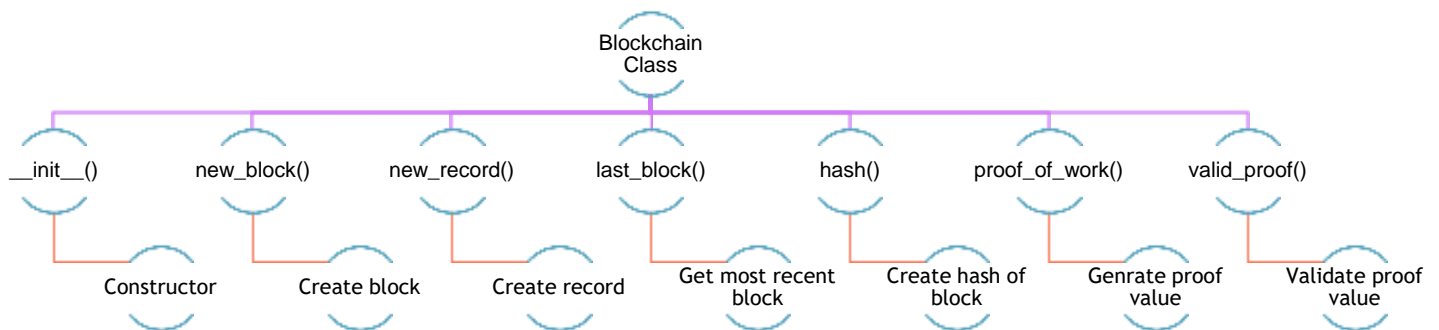 Blockchain
Class
__init__()
new_block()
new_record()
last_block()
hash()
proof_of_work()
valid_proof()
Constructor
Create block
Create record
Get most recent
block
Create hash of
block
Genrate proof
value
Validate proof
value